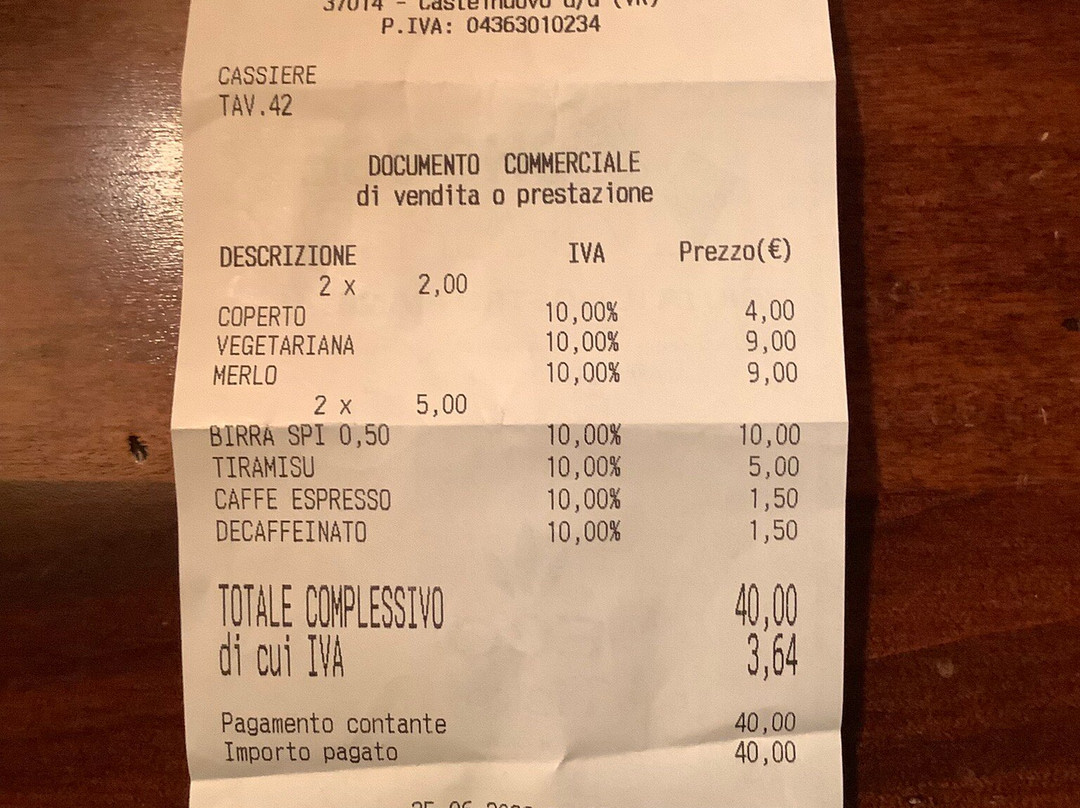 37014 - Castelnuovo d/G (VR)
P.IVA: 04363010234
CASSIERE
TAV.42
DOCUMENTO COMMERCIALE
di vendita o prestazione
DESCRIZIONE IVA Prezzo(€)
2 x 2,00
COPERTO 10,00% 4,00
VEGETARIANA 10,00% 9,00
MERLO 10,00% 9,00
2 x 5,00
BIRRA SPI 0,50 10,00% 10,00
TIRAMISU 10,00% 5,00
CAFFE ESPRESSO 10,00% 1,50
DECAFFEINATO 10,00% 1,50
TOTALE COMPLESSIVO 40,00
di cui IVA 3,64
Pagamento contante 40,00
Importo pagato 40,00